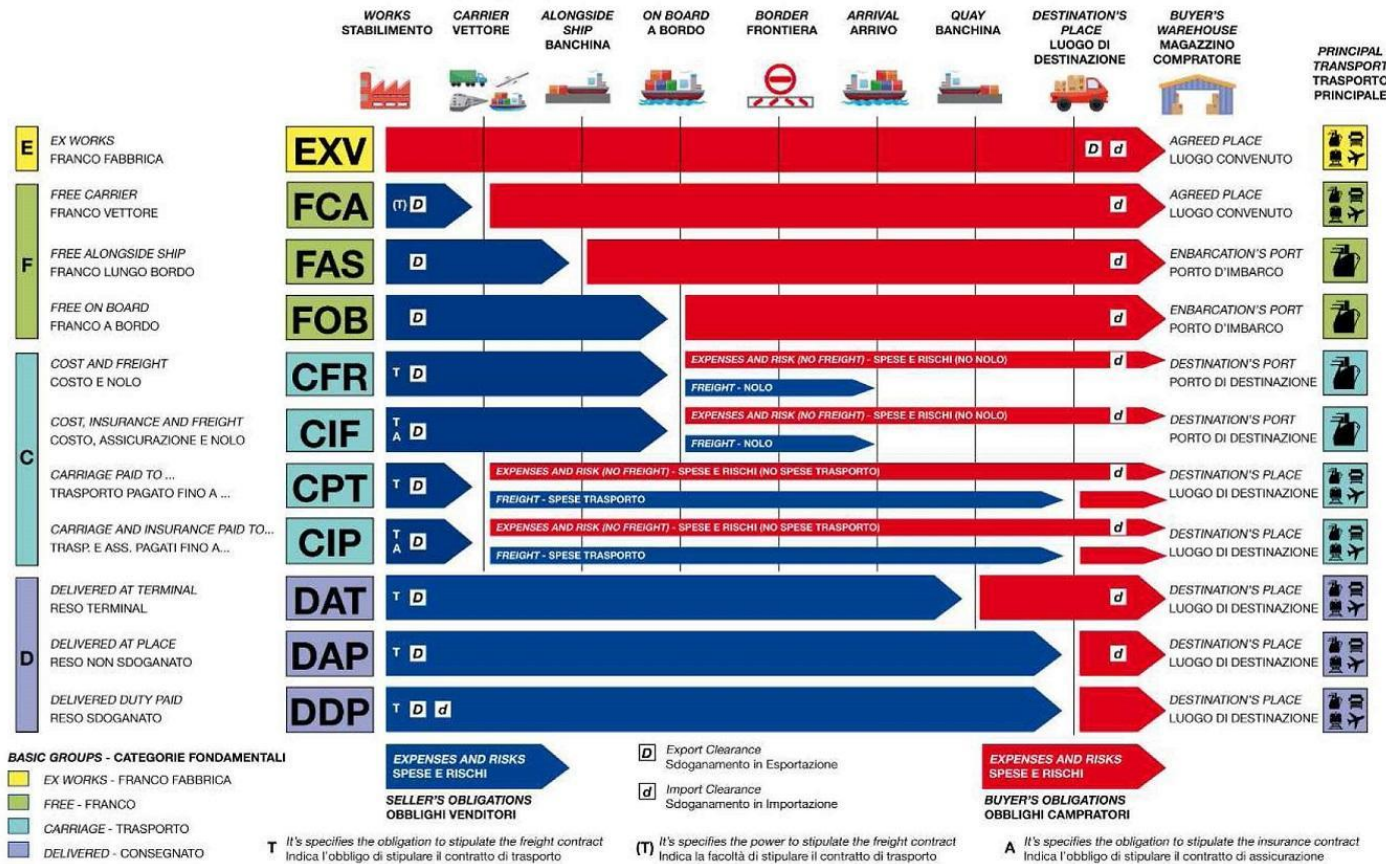 WORKS
STABILIMENTO
CARRIER
VETTORE
ALONGSIDE
SHIP
BANCHINA
ON BOARD
A BORDO
BORDER
FRONTIERA
ARRIVAL
ARRIVO
QUAY
BANCHINA
DESTINATION'S
PLACE
LUOGO DI
DESTINAZIONE
BUYER'S
WAREHOUSE
MAGAZZINO
COMPRATORE
PRINCIPAL
TRANSPORT
TRASPORTO
PRINCIPALE
E
EX WORKS
FRANCO FABBRICA
EXV
D d
AGREED PLACE
LUOGO CONVENUTO
F
FREE CARRIER
FRANCO VETTORE
FCA
(T) D
d
AGREED PLACE
LUOGO CONVENUTO
FREE ALONGSIDE SHIP
FRANCO LUNGO BORDO
FAS
D
d
ENBARCATION'S PORT
PORTO D'IMBARCO
FREE ON BOARD
FRANCO A BORDO
FOB
D
d
ENBARCATION'S PORT
PORTO D'IMBARCO
C
COST AND FREIGHT
COSTO E NOLO
CFR
T D
EXPENSES AND RISK (NO FREIGHT) - SPESE E RISCHI (NO NOLO)
d
FREIGHT - NOLO
DESTINATION'S PORT
PORTO DI DESTINAZIONE
COST, INSURANCE AND FREIGHT
COSTO, ASSICURAZIONE E NOLO
CIF
T
A D
EXPENSES AND RISK (NO FREIGHT) - SPESE E RISCHI (NO NOLO)
d
FREIGHT - NOLO
DESTINATION'S PORT
PORTO DI DESTINAZIONE
CARRIAGE PAID TO ...
TRASPORTO PAGATO FINO A ...
CPT
T D
EXPENSES AND RISK (NO FREIGHT) - SPESE E RISCHI (NO SPESE TRASPORTO)
d
FREIGHT - SPESE TRASPORTO
DESTINATION'S PLACE
LUOGO DI DESTINAZIONE
CARRIAGE AND INSURANCE PAID TO...
TRASP. E ASS. PAGATI FINO A...
CIP
T
A D
EXPENSES AND RISK (NO FREIGHT) - SPESE E RISCHI (NO SPESE TRASPORTO)
d
FREIGHT - SPESE TRASPORTO
DESTINATION'S PLACE
LUOGO DI DESTINAZIONE
D
DELIVERED AT TERMINAL
RESO TERMINAL
DAT
T D
d
DESTINATION'S PLACE
LUOGO DI DESTINAZIONE
DELIVERED AT PLACE
RESO NON SDOGANATO
DAP
T D
d
DESTINATION'S PLACE
LUOGO DI DESTINAZIONE
DELIVERED DUTY PAID
RESO SDOGANATO
DDP
T D d
DESTINATION'S PLACE
LUOGO DI DESTINAZIONE
BASIC GROUPS - CATEGORIE FONDAMENTALI
EX WORKS - FRANCO FABBRICA
FREE - FRANCO
CARRIAGE - TRASPORTO
DELIVERED - CONSEGNATO
EXPENSES AND RISKS
SPESE E RISCHI
SELLER'S OBLIGATIONS
OBBLIGHI VENDITORI
D Export Clearance
Sdoganamento in Esportazione
d Import Clearance
Sdoganamento in Importazione
EXPENSES AND RISKS
SPESE E RISCHI
BUYER'S OBLIGATIONS
OBBLIGHI CAMPRATORI
T It's specifies the obligation to stipulate the freight contract
Indica l'obbligo di stipulare il contratto di trasporto
(T) It's specifies the power to stipulate the freight contract
Indica la facoltà di stipulare il contratto di trasporto
A It's specifies the obligation to stipulate the insurance contract
Indica l'obbligo di stipulare il contratto di assicurazione